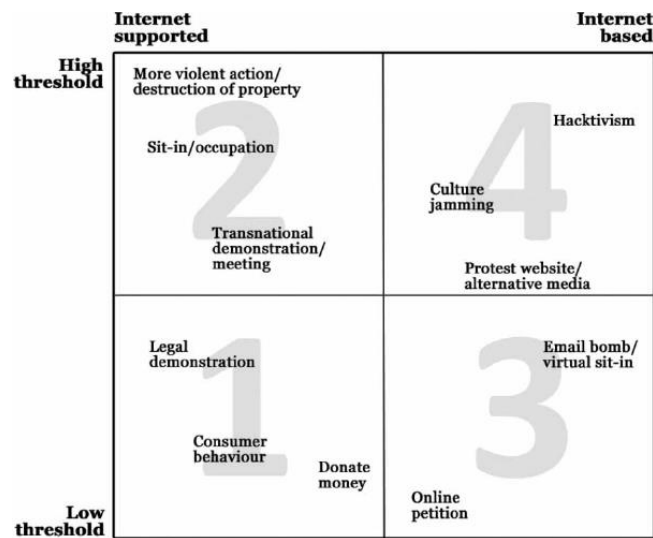 Internet
supported
Internet
based
High
threshold
More violent action/
destruction of property
2
Sit-in/occupation
Transnational
demonstration/
meeting
4
Hacktivism
Culture
jamming
Protest website/
alternative media
1
Legal
demonstration
Consumer
behaviour
Donate
money
3
Email bomb/
virtual sit-in
Online
petition
Low
threshold